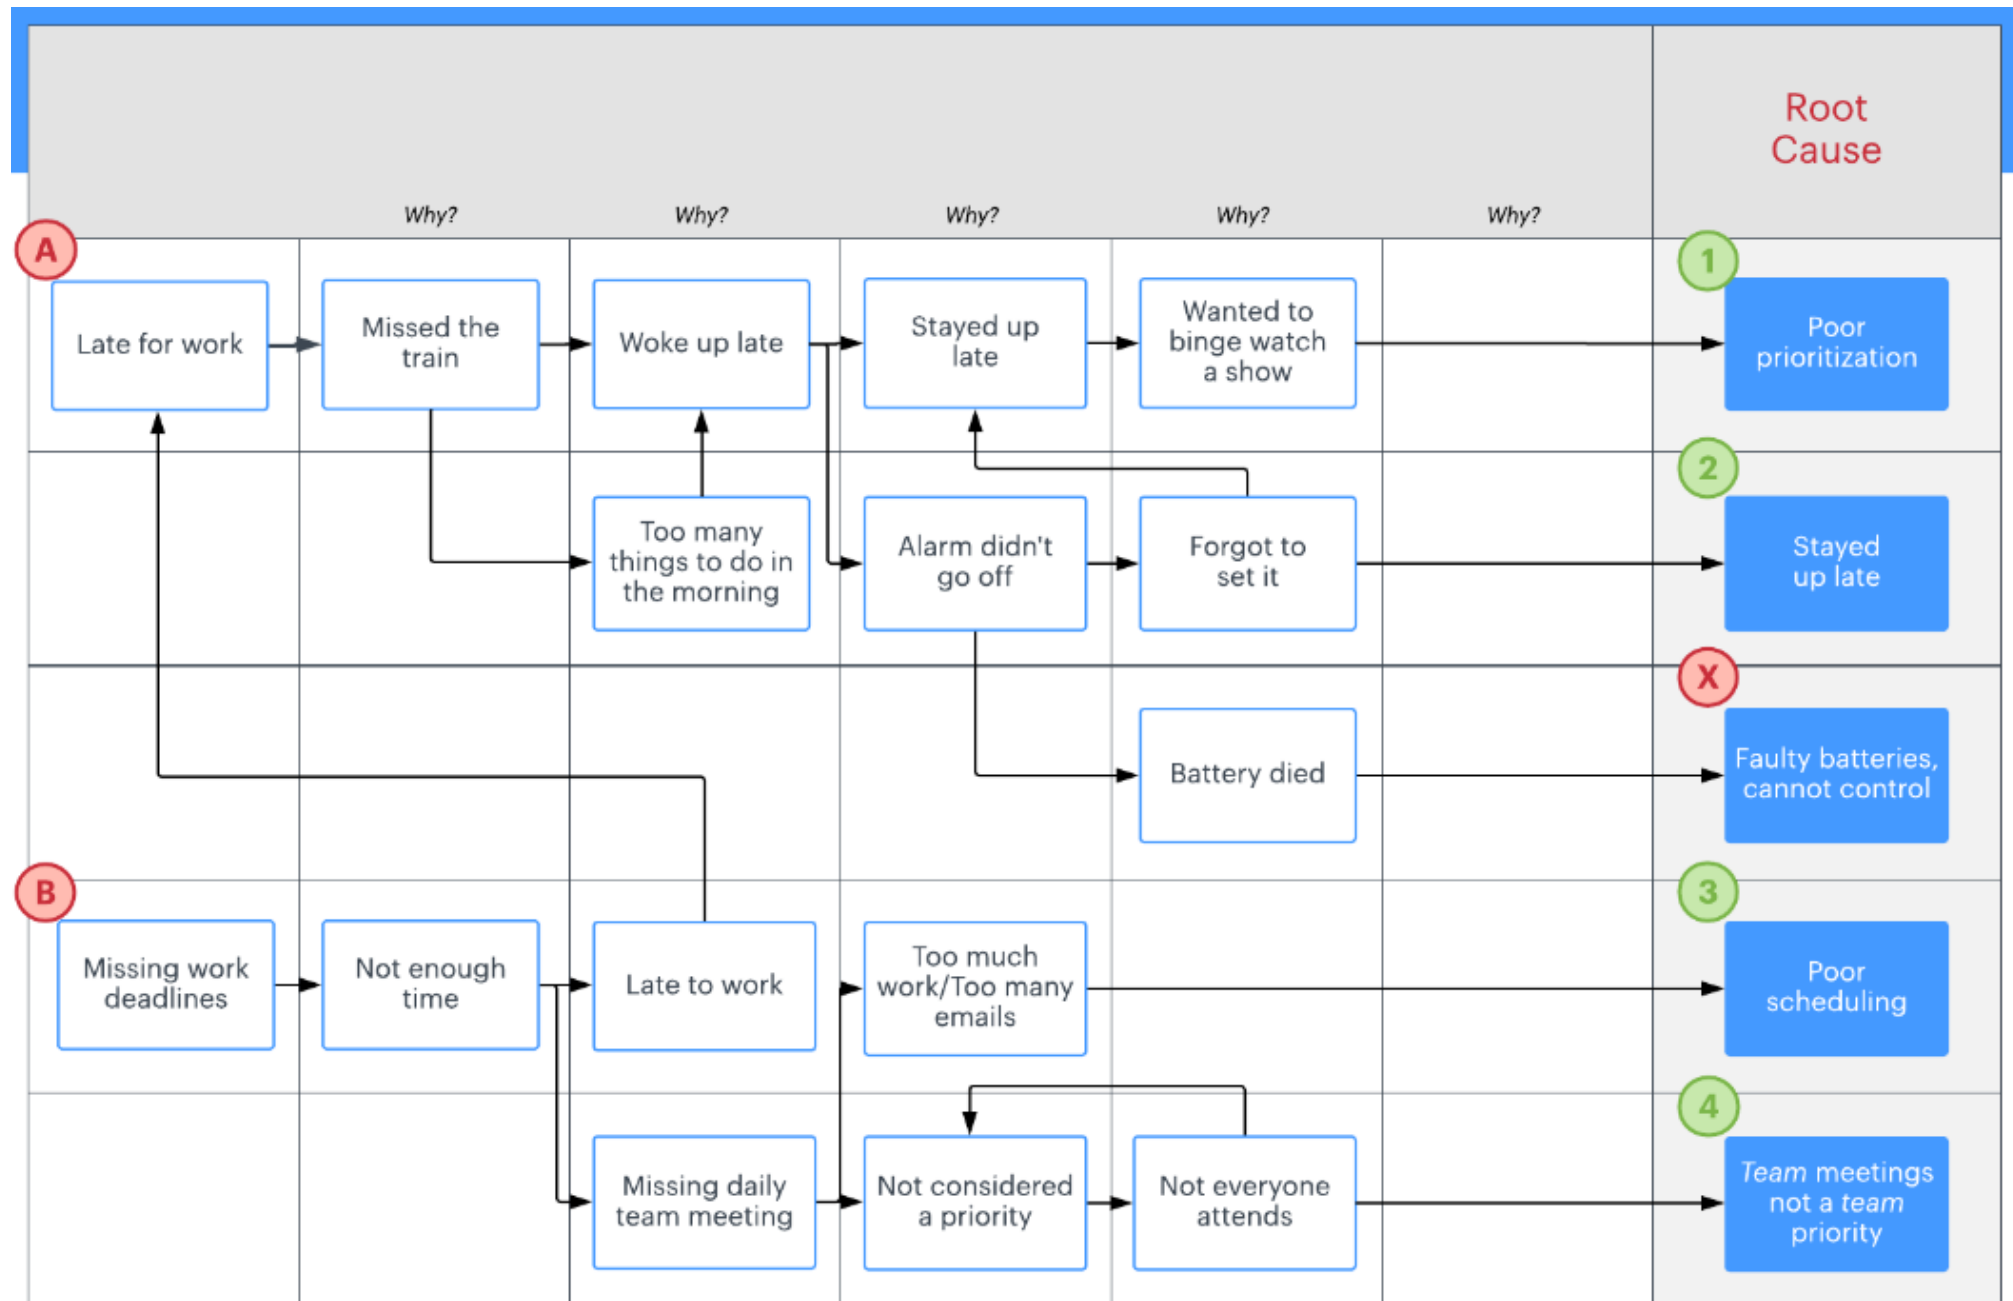 Root
Cause
Why?
Why?
Why?
Why?
Why?
A
Late for work
Missed the
train
Woke up late
Stayed up
late
Wanted to
binge watch
a show
1
Poor
prioritization
Too many
things to do in
the morning
Alarm didn't
go off
Forgot to
set it
2
Stayed
up late
Battery died
X
Faulty batteries,
cannot control
B
Missing work
deadlines
Not enough
time
Late to work
Too much
work/Too many
emails
3
Poor
scheduling
Missing daily
team meeting
Not considered
a priority
Not everyone
attends
4
Team meetings
not a team
priority